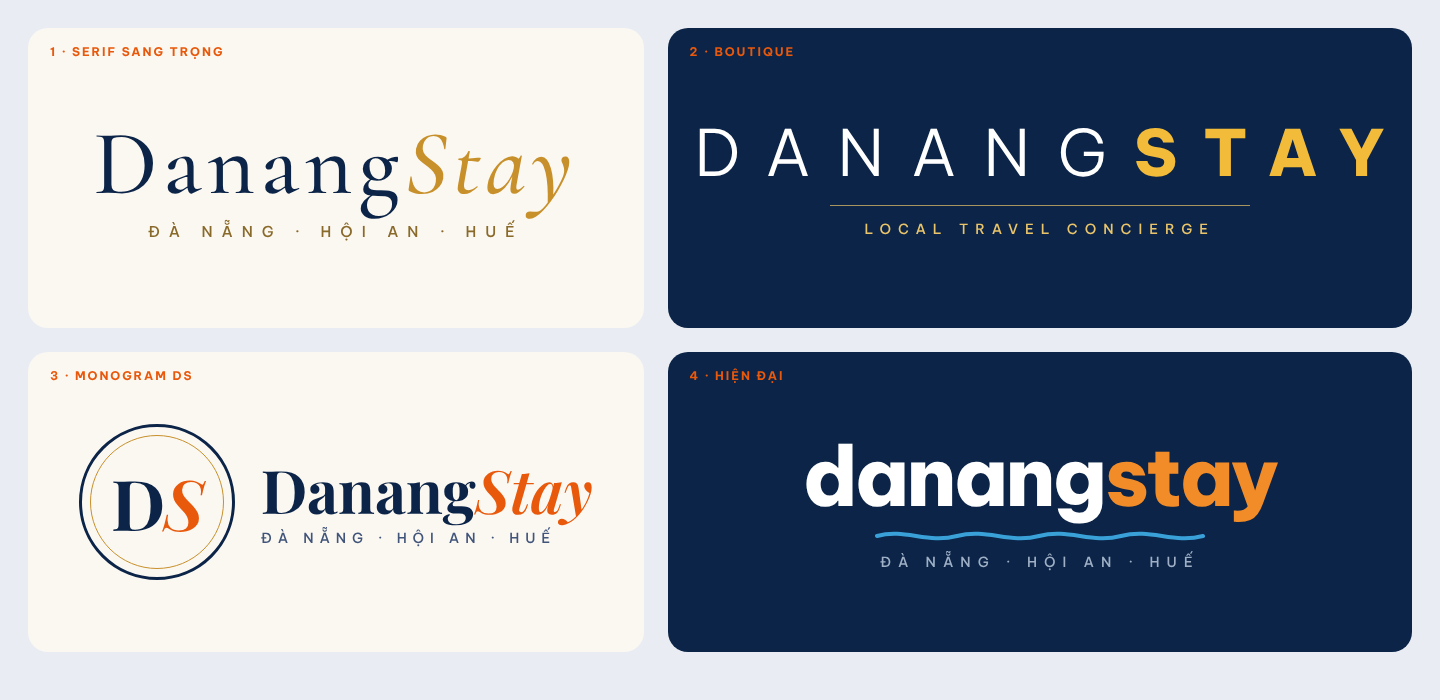 1 · SERIF SANG TRỌNG
DanangStay
ĐÀ NẴNG · HỘI AN · HUẾ
2 · BOUTIQUE
DANANGSTAY
LOCAL TRAVEL CONCIERGE
3 · MONOGRAM DS
DS
DanangStay
ĐÀ NẴNG · HỘI AN · HUẾ
4 · HIỆN ĐẠI
danangstay
ĐÀ NẴNG · HỘI AN · HUẾ